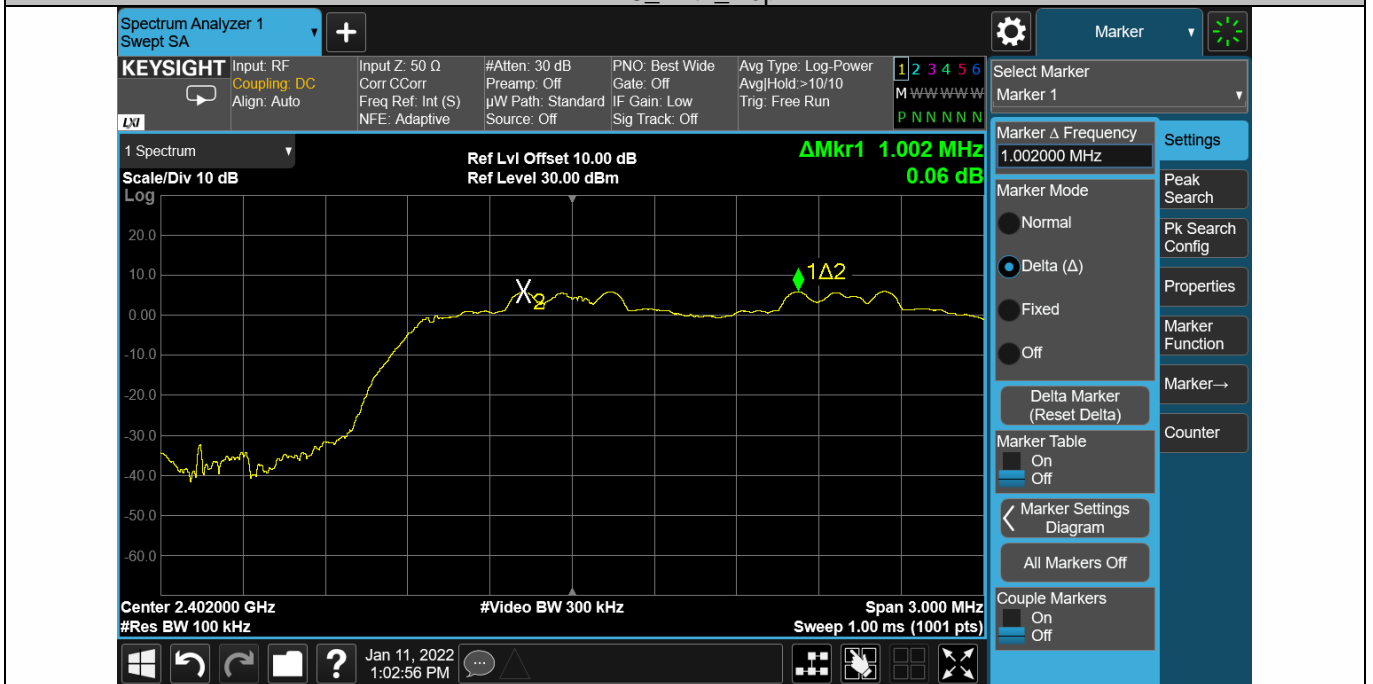 Spectrum Analyzer 1
Swept SA
Marker
KEYSIGHT
LXI
Input: RF
Coupling: DC
Align: Auto
Input Z: 50 Ω
Corr CCorr
Freq Ref: Int (S)
NFE: Adaptive
#Atten: 30 dB
Preamp: Off
µW Path: Standard
Source: Off
PNO: Best Wide
Gate: Off
IF Gain: Low
Sig Track: Off
Avg Type: Log-Power
Avg|Hold:>10/10
Trig: Free Run
1 2 3 4 5 6
M W W W W W
P N N N N N
Select Marker
Marker 1
1 Spectrum
Scale/Div 10 dB
Ref Lvl Offset 10.00 dB
Ref Level 30.00 dBm
ΔMkr1 1.002 MHz
0.06 dB
Log
20.0
10.0
0.00
-10.0
-20.0
-30.0
-40.0
-50.0
-60.0
X
2
1Δ2
Center 2.402000 GHz
#Res BW 100 kHz
#Video BW 300 kHz
Span 3.000 MHz
Sweep 1.00 ms (1001 pts)
Marker Δ Frequency
1.002000 MHz
Marker Mode
Normal
Delta (Δ)
Fixed
Off
Delta Marker
(Reset Delta)
Marker Table
On
Off
Marker Settings
Diagram
All Markers Off
Couple Markers
On
Off
Settings
Peak
Search
Pk Search
Config
Properties
Marker
Function
Marker→
Counter
?
Jan 11, 2022
1:02:56 PM